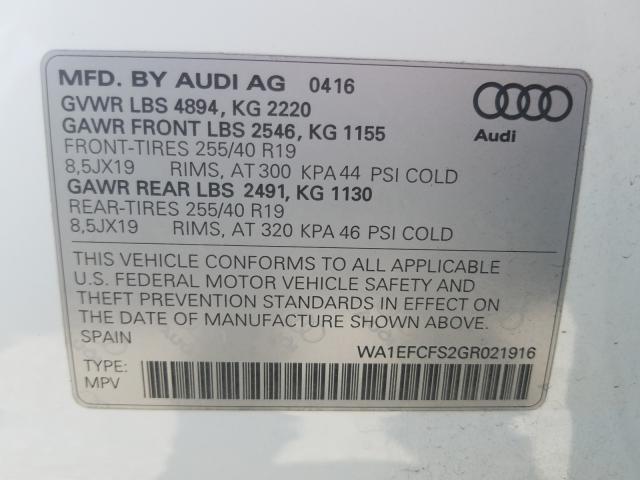 MFD. BY AUDI AG 0416
GVWR LBS 4894, KG 2220
GAWR FRONT LBS 2546, KG 1155
FRONT-TIRES 255/40 R19
8,5JX19 RIMS, AT 300 KPA 44 PSI COLD
GAWR REAR LBS 2491, KG 1130
REAR-TIRES 255/40 R19
8,5JX19 RIMS, AT 320 KPA 46 PSI COLD
Audi
THIS VEHICLE CONFORMS TO ALL APPLICABLE
U.S. FEDERAL MOTOR VEHICLE SAFETY AND
THEFT PREVENTION STANDARDS IN EFFECT ON
THE DATE OF MANUFACTURE SHOWN ABOVE.
SPAIN
WA1EFCFS2GR021916
TYPE:
MPV